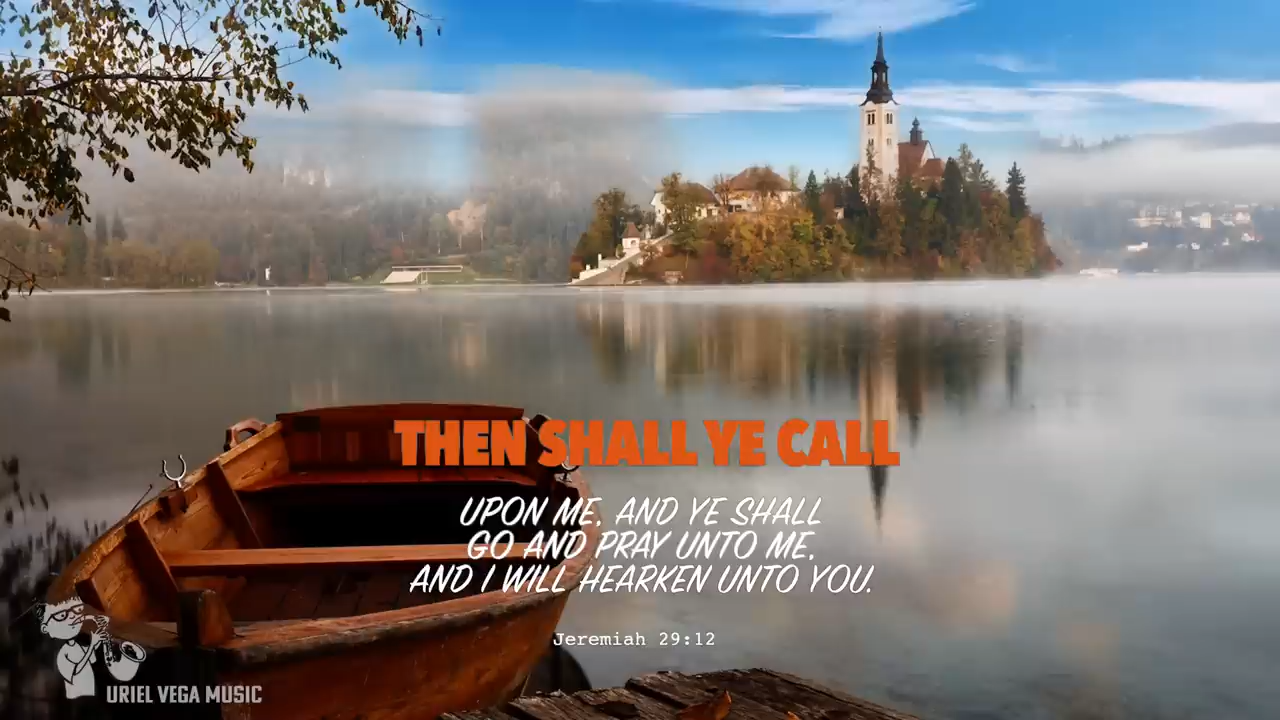 THEN SHALL YE CALL
UPON ME, AND YE SHALL
GO AND PRAY UNTO ME,
AND I WILL HEARKEN UNTO YOU.
Jeremiah 29:12
URIEL VEGA MUSIC